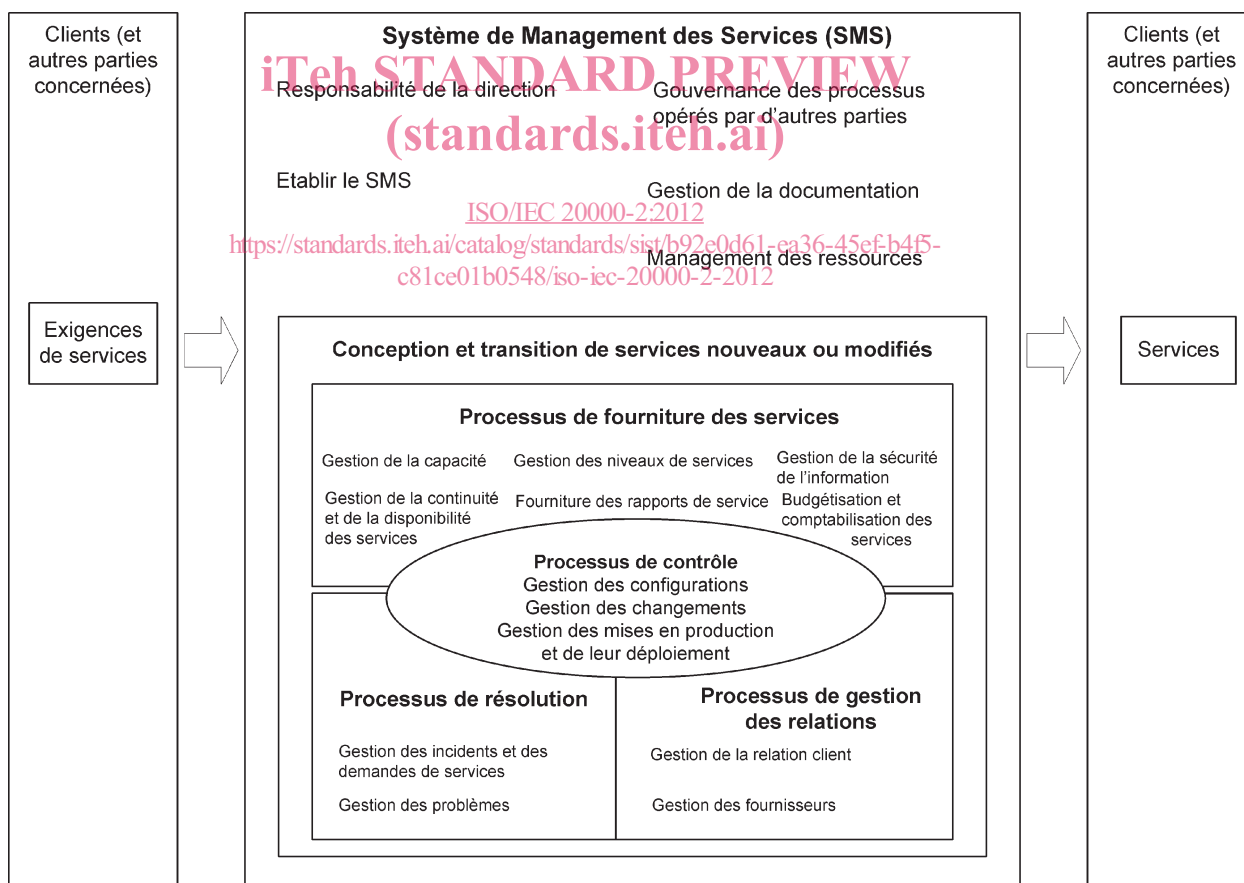 Clients (et
autres parties
concernées)
Exigences
de services
Système de Management des Services (SMS)
iTeh STANDARD PREVIEW
(standards.iteh.ai)
Responsabilité de la direction
Gouvernance des processus
opérés par d'autres parties
Etablir le SMS
Gestion de la documentation
ISO/IEC 20000-2:2012
https://standards.iteh.ai/catalog/standards/sist/b92e0d61-ea36-45ef-b4f5-
c81ce01b0548/iso-iec-20000-2-2012
Management des ressources
Conception et transition de services nouveaux ou modifiés
Processus de fourniture des services
Gestion de la capacité
Gestion des niveaux de services
Gestion de la sécurité
de l'information
Gestion de la continuité
et de la disponibilité
des services
Fourniture des rapports de service
Budgétisation et
comptabilisation des
services
Processus de contrôle
Gestion des configurations
Gestion des changements
Gestion des mises en production
et de leur déploiement
Processus de résolution
Gestion des incidents et des
demandes de services
Gestion des problèmes
Processus de gestion
des relations
Gestion de la relation client
Gestion des fournisseurs
Clients (et
autres parties
concernées)
Services